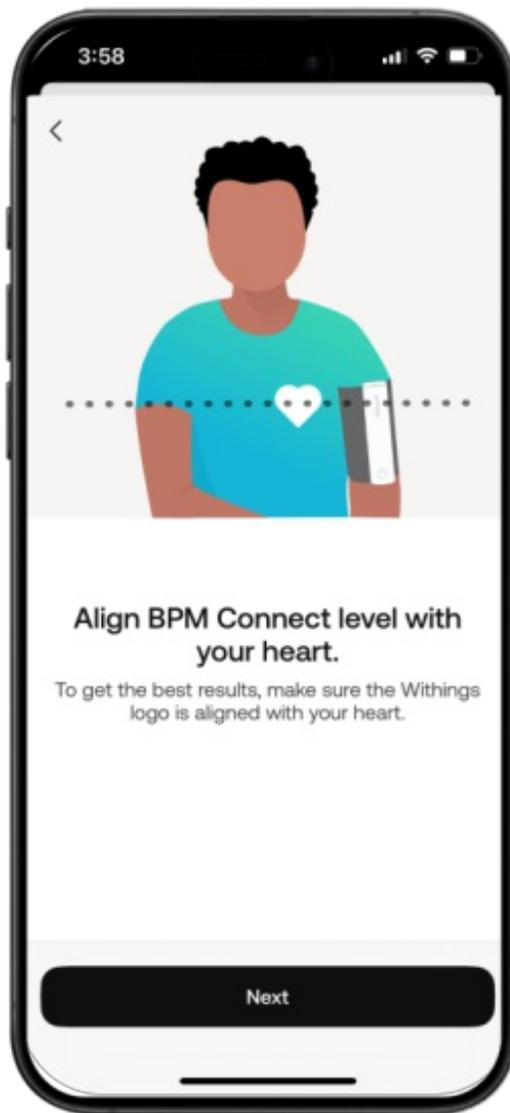 3:58
Align BPM Connect level with
your heart.
To get the best results, make sure the Withings
logo is aligned with your heart.
Next